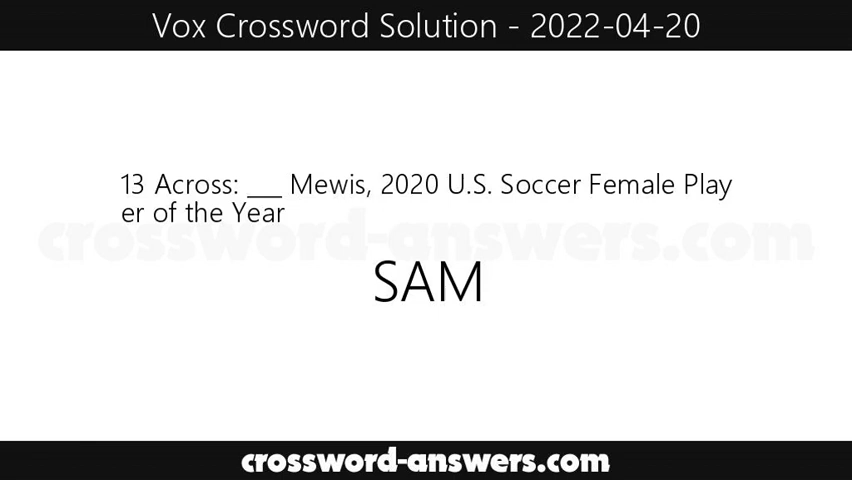 Vox Crossword Solution - 2022-04-20
13 Across: ___ Mewis, 2020 U.S. Soccer Female Play
er of the Year
crossword-answers.com
SAM
crossword-answers.com